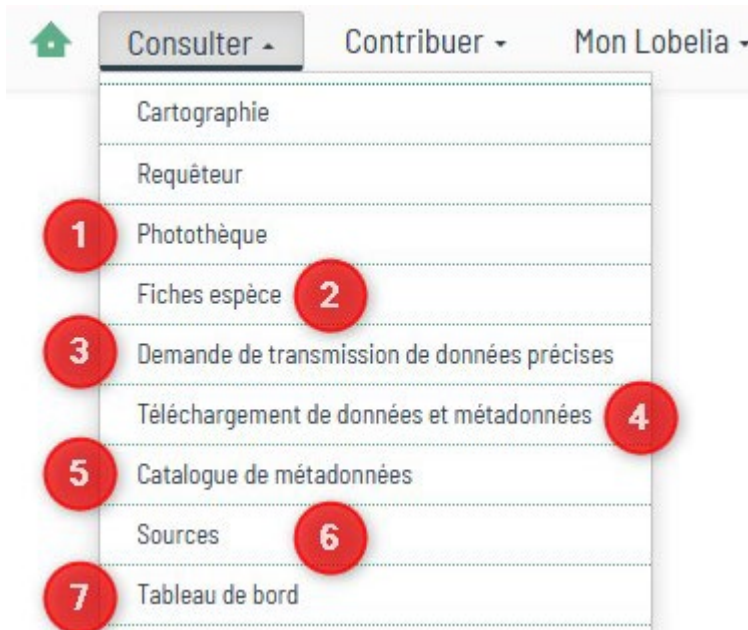 Consulter Contribuer Mon Lobelia
Cartographie
Requêteur
1 Photothèque
Fiches espèce 2
3 Demande de transmission de données précises
Téléchargement de données et métadonnées 4
5 Catalogue de métadonnées
Sources 6
7 Tableau de bord